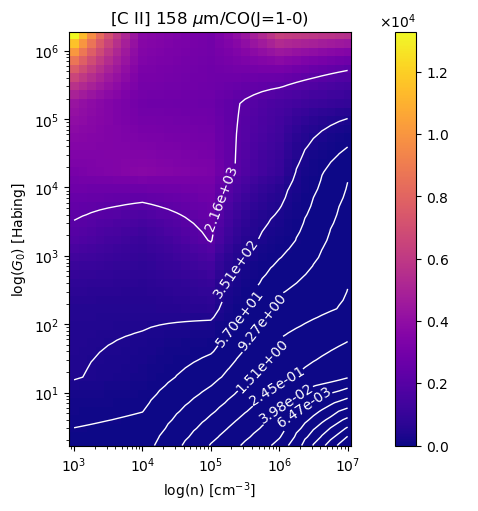 [C II] 158 μm/CO(J=1-0)
×10⁴
10⁶
10⁵
10⁴
10³
10²
10¹
log(G₀) [Habing]
2.16e+03
3.51e+02
5.70e+01
9.27e+00
1.51e+00
2.45e-01
3.98e-02
6.47e-03
10³
10⁴
10⁵
10⁶
10⁷
log(n) [cm⁻³]
1.2
1.0
0.8
0.6
0.4
0.2
0.0